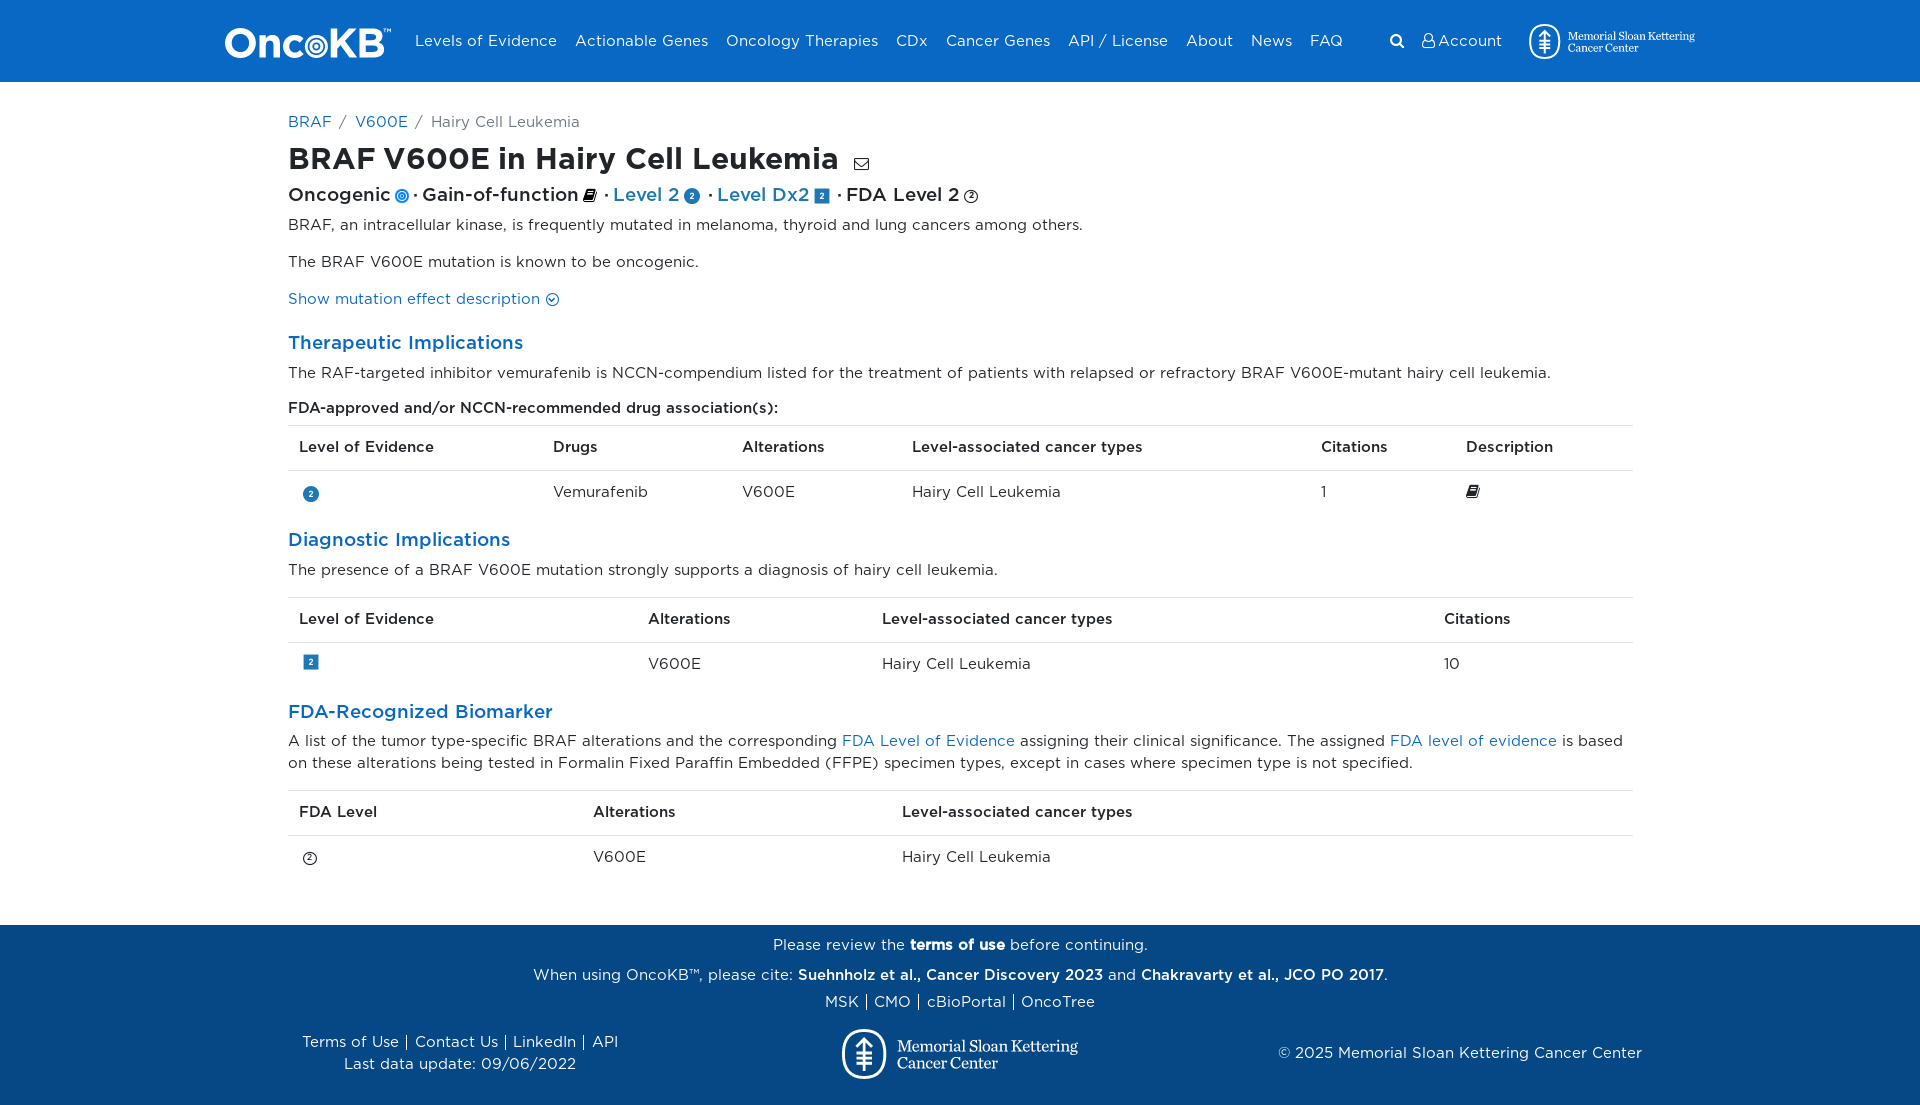 OncoKB™ Levels of Evidence Actionable Genes Oncology Therapies CDx Cancer Genes API / License About News FAQ Account Memorial Sloan Kettering
Cancer Center
BRAF / V600E / Hairy Cell Leukemia
BRAF V600E in Hairy Cell Leukemia
Oncogenic · Gain-of-function · Level 2 2 · Level Dx2 2 · FDA Level 2 2
BRAF, an intracellular kinase, is frequently mutated in melanoma, thyroid and lung cancers among others.
The BRAF V600E mutation is known to be oncogenic.
Show mutation effect description
Therapeutic Implications
The RAF-targeted inhibitor vemurafenib is NCCN-compendium listed for the treatment of patients with relapsed or refractory BRAF V600E-mutant hairy cell leukemia.
FDA-approved and/or NCCN-recommended drug association(s):
Level of Evidence Drugs Alterations Level-associated cancer types Citations Description
2 Vemurafenib V600E Hairy Cell Leukemia 1
Diagnostic Implications
The presence of a BRAF V600E mutation strongly supports a diagnosis of hairy cell leukemia.
Level of Evidence Alterations Level-associated cancer types Citations
2 V600E Hairy Cell Leukemia 10
FDA-Recognized Biomarker
A list of the tumor type-specific BRAF alterations and the corresponding FDA Level of Evidence assigning their clinical significance. The assigned FDA level of evidence is based
on these alterations being tested in Formalin Fixed Paraffin Embedded (FFPE) specimen types, except in cases where specimen type is not specified.
FDA Level Alterations Level-associated cancer types
2 V600E Hairy Cell Leukemia
Please review the terms of use before continuing.
When using OncoKB™, please cite: Suehnholz et al., Cancer Discovery 2023 and Chakravarty et al., JCO PO 2017.
MSK | CMO | cBioPortal | OncoTree
Terms of Use | Contact Us | LinkedIn | API
Last data update: 09/06/2022
Memorial Sloan Kettering
Cancer Center
© 2025 Memorial Sloan Kettering Cancer Center